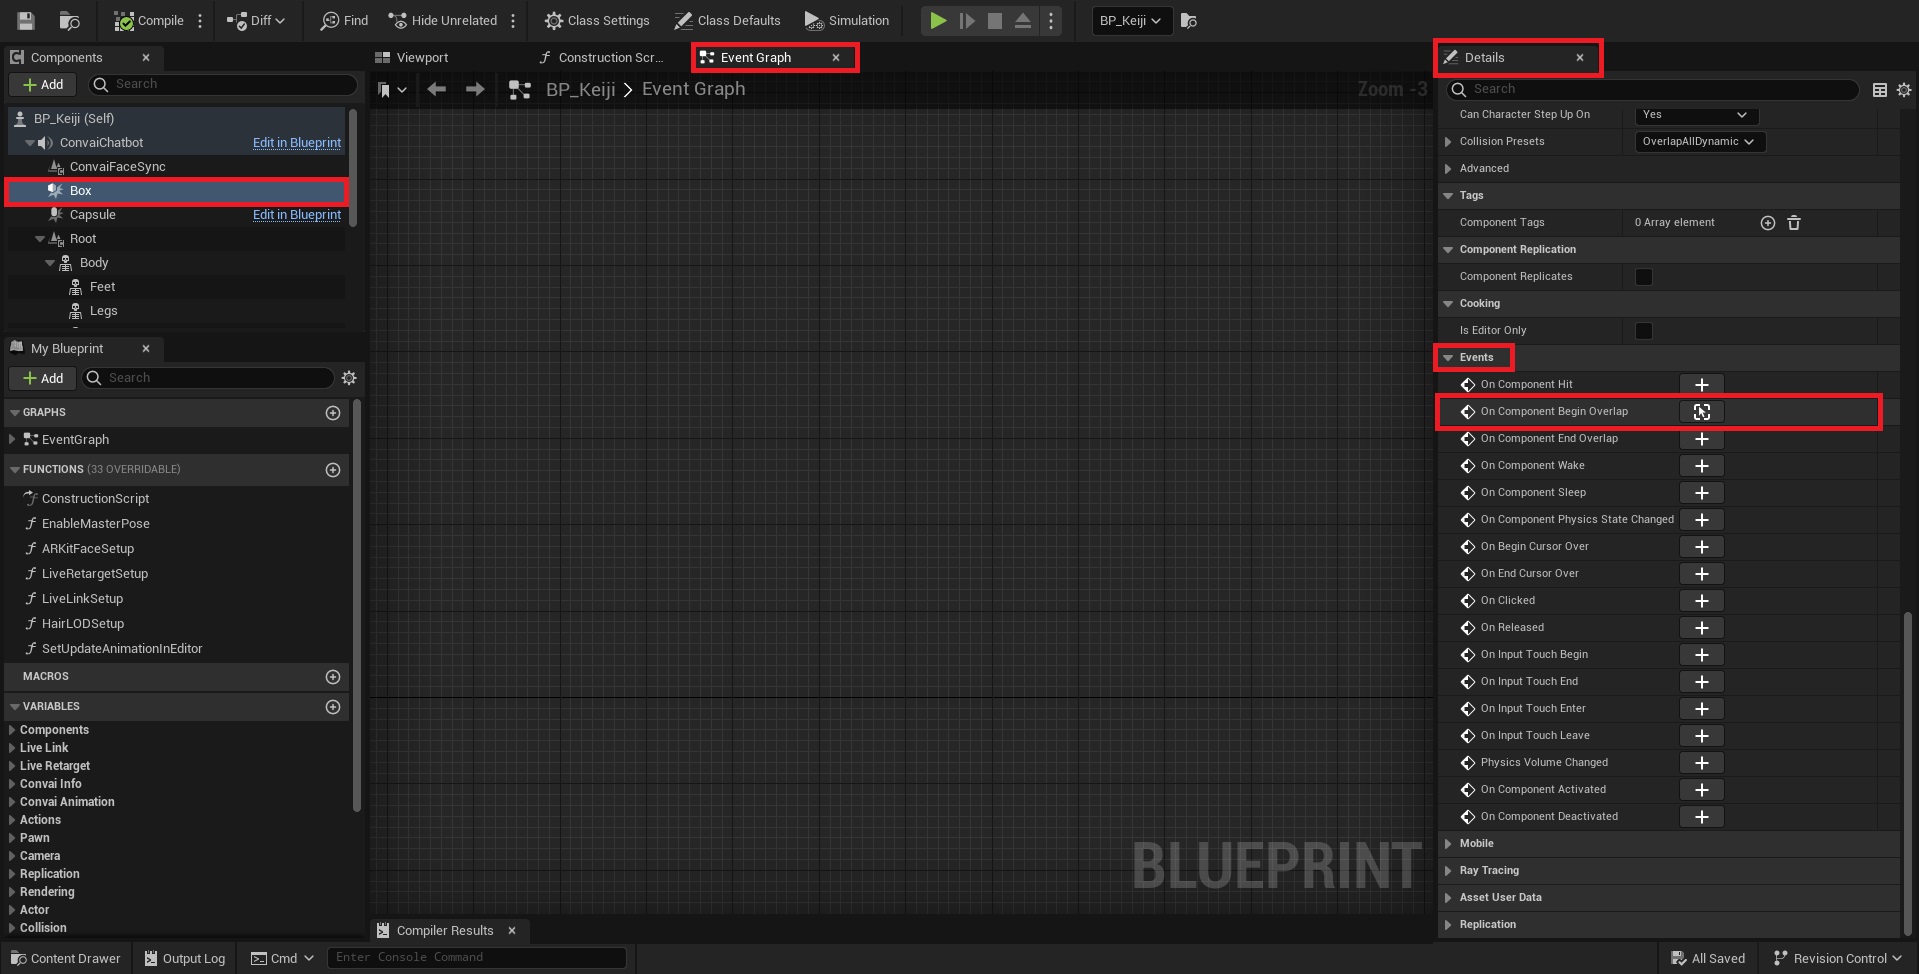 Compile
Diff
Find
Hide Unrelated
Class Settings
Class Defaults
Simulation
BP_Keiji
Components
Add
Search
BP_Keiji (Self)
ConvaiChatbot
Edit in Blueprint
ConvaiFaceSync
Box
Capsule
Edit in Blueprint
Root
Body
Feet
Legs
My Blueprint
Add
Search
GRAPHS
EventGraph
FUNCTIONS (33 OVERRIDABLE)
ConstructionScript
EnableMasterPose
ARKitFaceSetup
LiveRetargetSetup
LiveLinkSetup
HairLODSetup
SetUpdateAnimationInEditor
MACROS
VARIABLES
Components
Live Link
Live Retarget
Convai Info
Convai Animation
Actions
Pawn
Camera
Replication
Rendering
Actor
Collision
Viewport
Construction Scr...
Event Graph
BP_Keiji > Event Graph
Zoom -3
BLUEPRINT
Compiler Results
Details
Search
Can Character Step Up On
Yes
Collision Presets
OverlapAllDynamic
Advanced
Tags
Component Tags
0 Array element
Component Replication
Component Replicates
Cooking
Is Editor Only
Events
On Component Hit
On Component Begin Overlap
On Component End Overlap
On Component Wake
On Component Sleep
On Component Physics State Changed
On Begin Cursor Over
On End Cursor Over
On Clicked
On Released
On Input Touch Begin
On Input Touch End
On Input Touch Enter
On Input Touch Leave
Physics Volume Changed
On Component Activated
On Component Deactivated
Mobile
Ray Tracing
Asset User Data
Replication
Content Drawer
Output Log
Cmd
Enter Console Command
All Saved
Revision Control